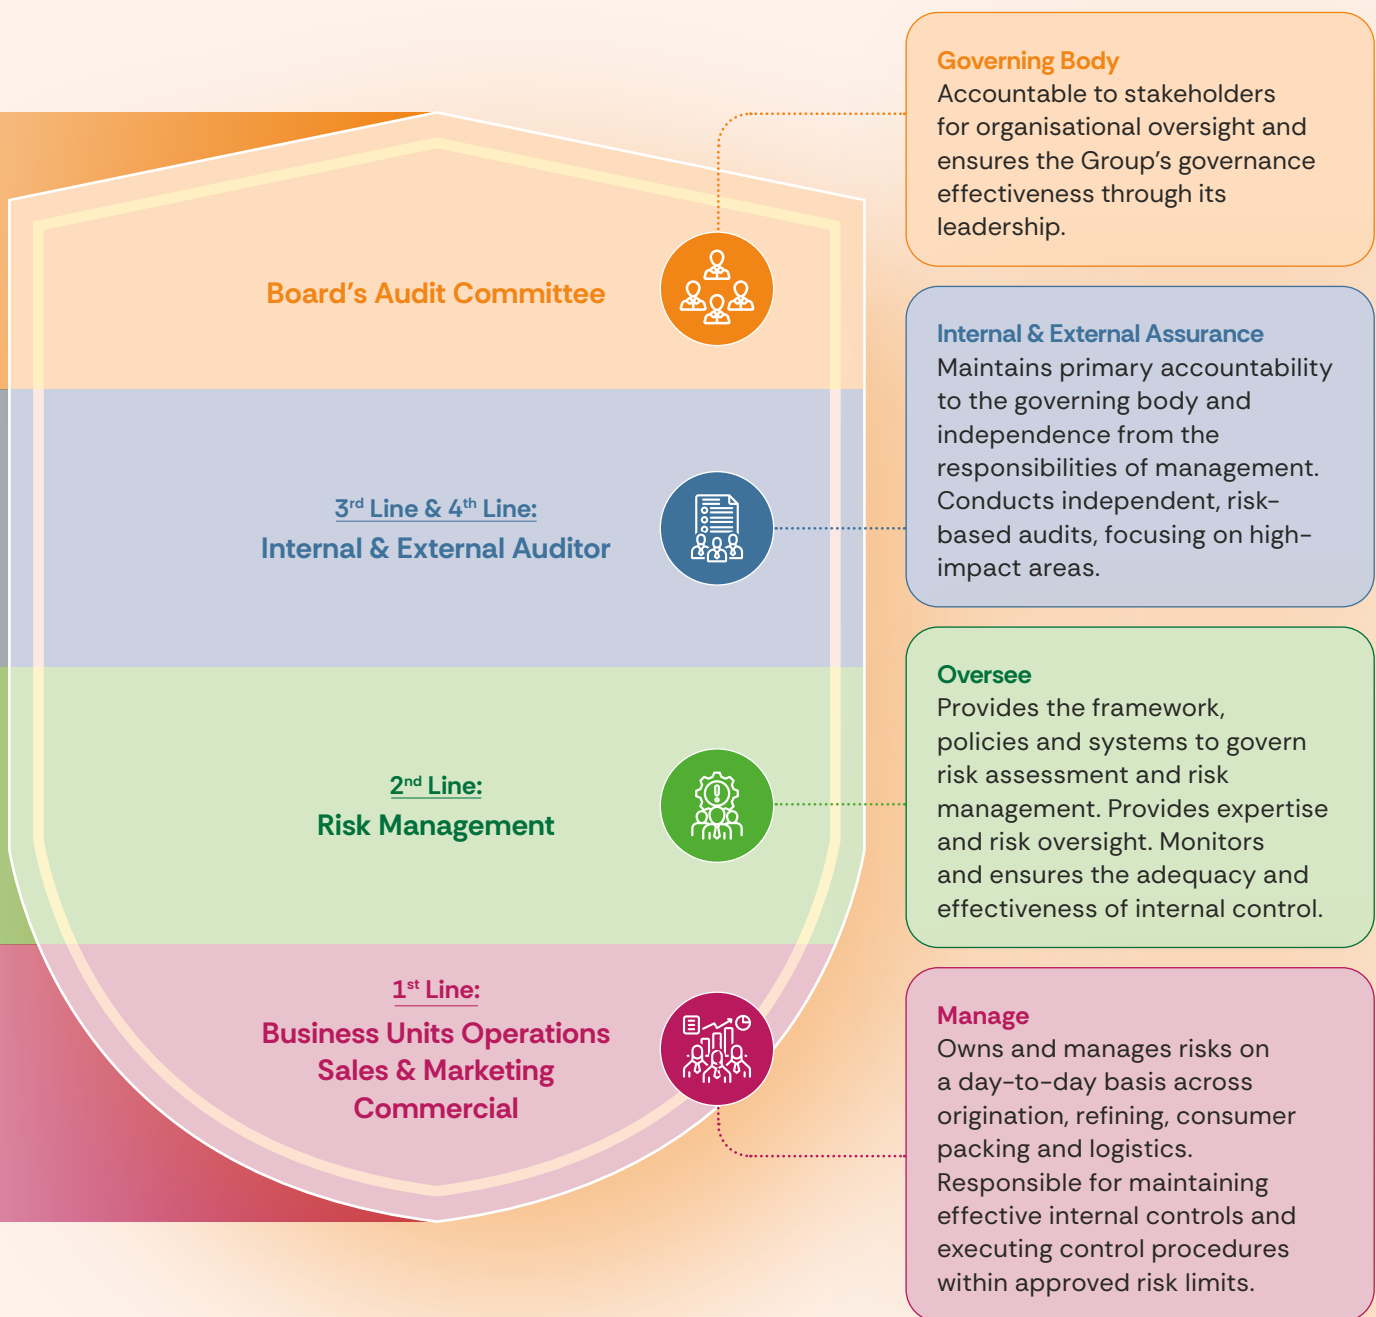 Governing Body
Accountable to stakeholders
for organisational oversight and
ensures the Group's governance
effectiveness through its
leadership.
Board's Audit Committee
Internal & External Assurance
Maintains primary accountability
to the governing body and
independence from the
responsibilities of management.
Conducts independent, risk-
based audits, focusing on high-
impact areas.
3rd Line & 4th Line:
Internal & External Auditor
Oversee
Provides the framework,
policies and systems to govern
risk assessment and risk
management. Provides expertise
and risk oversight. Monitors
and ensures the adequacy and
effectiveness of internal control.
2nd Line:
Risk Management
Manage
Owns and manages risks on
a day-to-day basis across
origination, refining, consumer
packing and logistics.
Responsible for maintaining
effective internal controls and
executing control procedures
within approved risk limits.
1st Line:
Business Units Operations
Sales & Marketing
Commercial